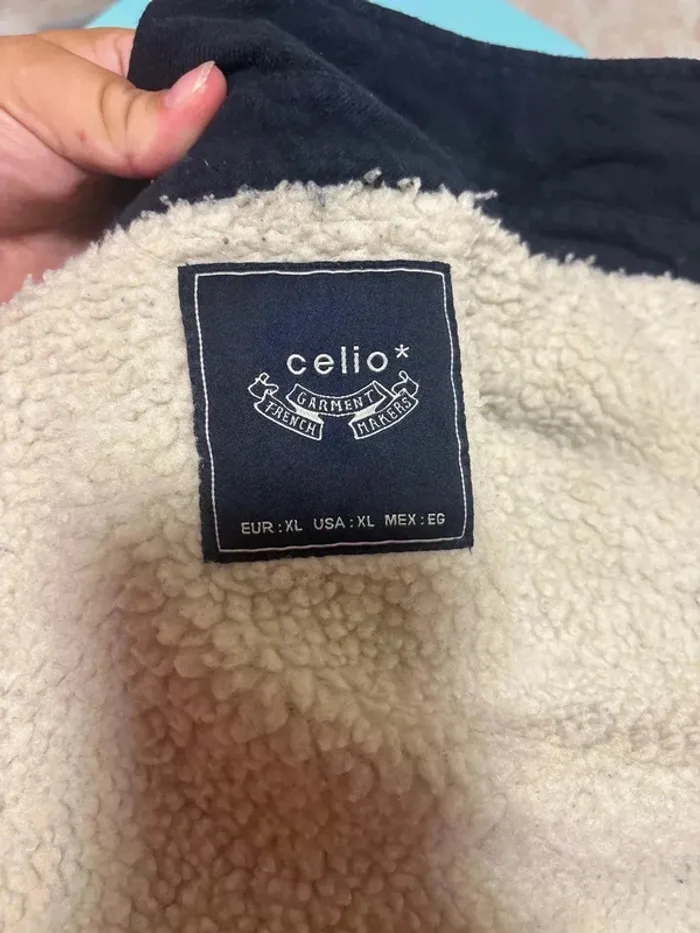 celio*
GARMENT
FRENCH MAKERS
EUR : XL USA : XL MEX : EG